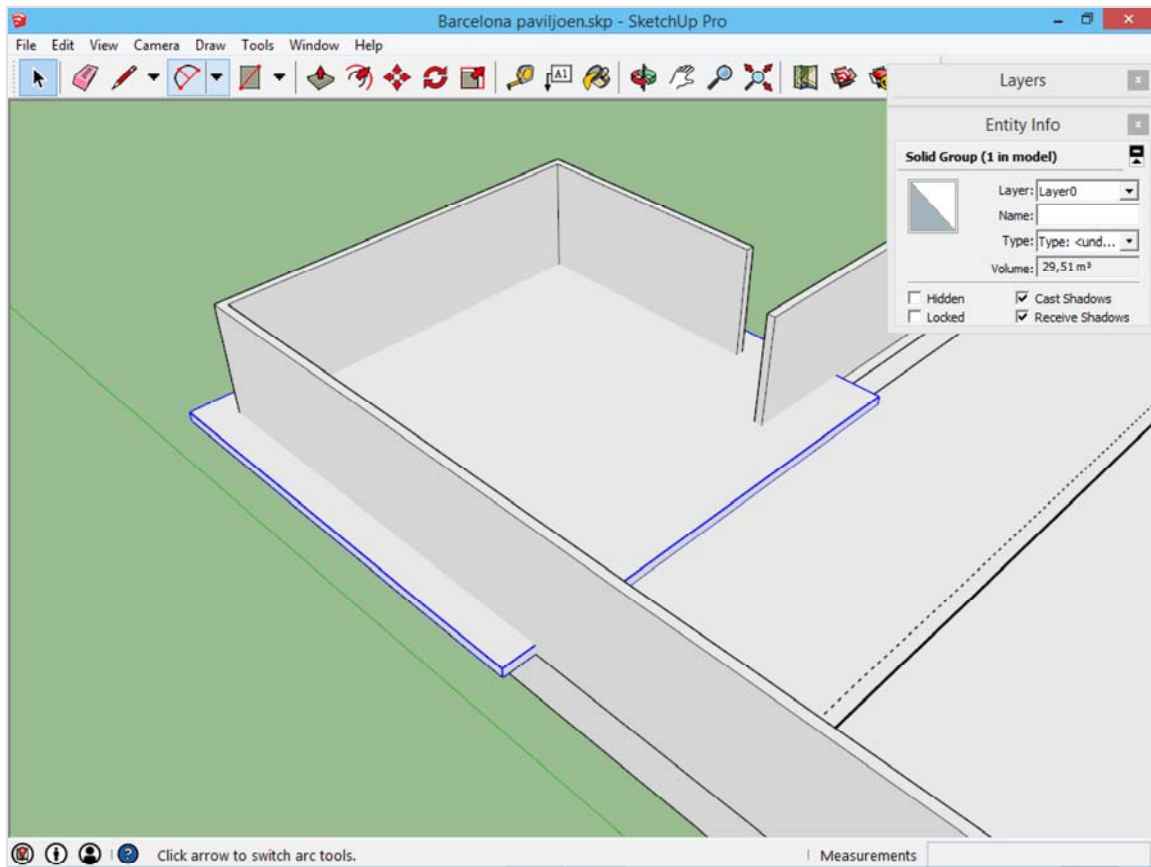 Barcelona paviljoen.skp - SketchUp Pro
File Edit View Camera Draw Tools Window Help
A1
Layers
Entity Info
Solid Group (1 in model)
Layer: Layer0
Name:
Type: Type: <und...
Volume: 29,51 m³
Hidden Cast Shadows
Locked Receive Shadows
Click arrow to switch arc tools. Measurements